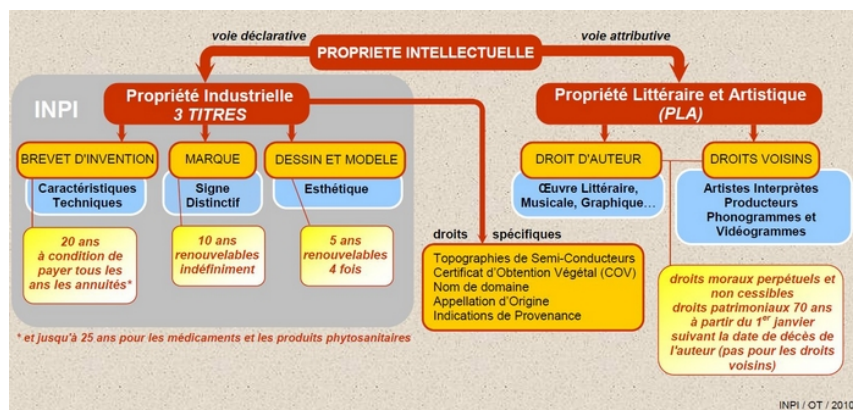 voie déclarative
PROPRIETE INTELLECTUELLE
voie attributive
INPI
Propriété Industrielle
3 TITRES
Propriété Littéraire et Artistique
(PLA)
BREVET D'INVENTION
MARQUE
DESSIN ET MODELE
DROIT D'AUTEUR
DROITS VOISINS
Caractéristiques
Techniques
Signe
Distinctif
Esthétique
Œuvre Littéraire,
Musicale, Graphique…
Artistes Interprètes
Producteurs
Phonogrammes et
Vidéogrammes
20 ans
à condition de
payer tous les
ans les annuités*
10 ans
renouvelables
indéfiniment
5 ans
renouvelables
4 fois
droits spécifiques
Topographies de Semi-Conducteurs
Certificat d'Obtention Végétal (COV)
Nom de domaine
Appellation d'Origine
Indications de Provenance
droits moraux perpétuels et
non cessibles
droits patrimoniaux 70 ans
à partir du 1er janvier
suivant la date de décès de
l'auteur (pas pour les droits
voisins)
* et jusqu'à 25 ans pour les médicaments et les produits phytosanitaires
INPI / OT / 2010